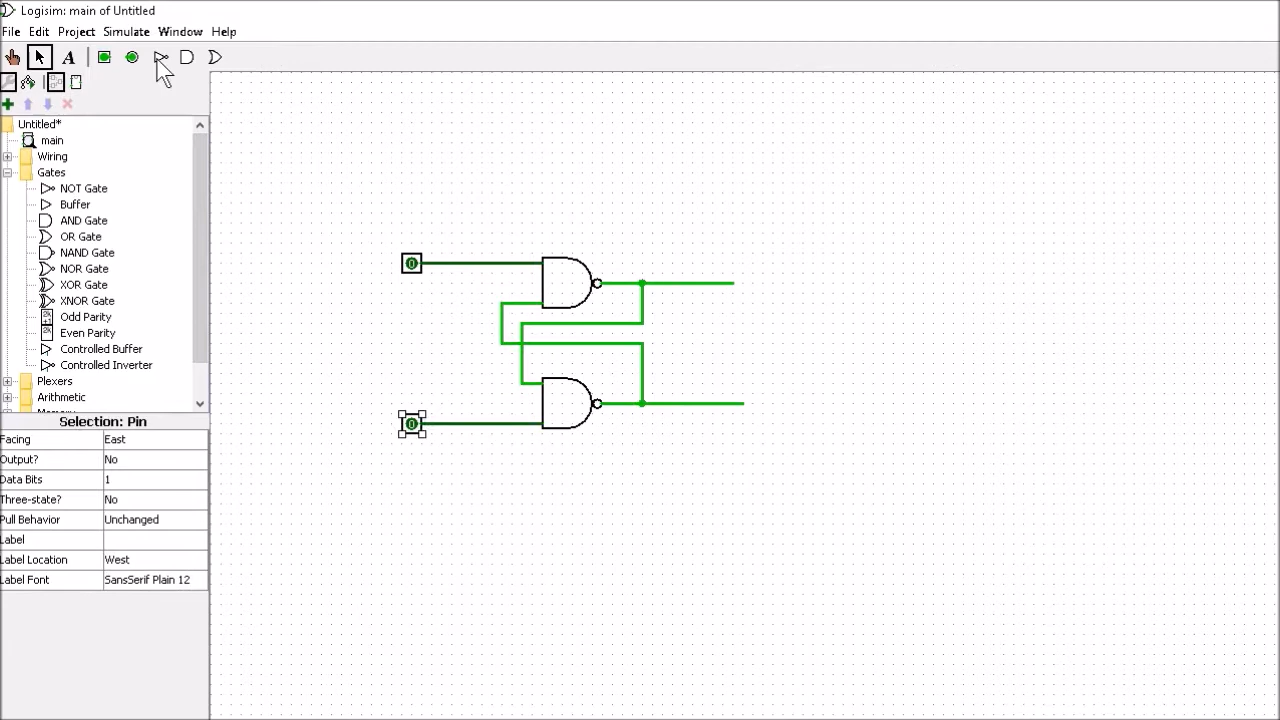 Logisim: main of Untitled
File Edit Project Simulate Window Help
A
Untitled*
main
Wiring
Gates
NOT Gate
Buffer
AND Gate
OR Gate
NAND Gate
NOR Gate
XOR Gate
XNOR Gate
Odd Parity
Even Parity
Controlled Buffer
Controlled Inverter
Plexers
Arithmetic
Selection: Pin
Facing East
Output? No
Data Bits 1
Three-state? No
Pull Behavior Unchanged
Label
Label Location West
Label Font SansSerif Plain 12
0
0